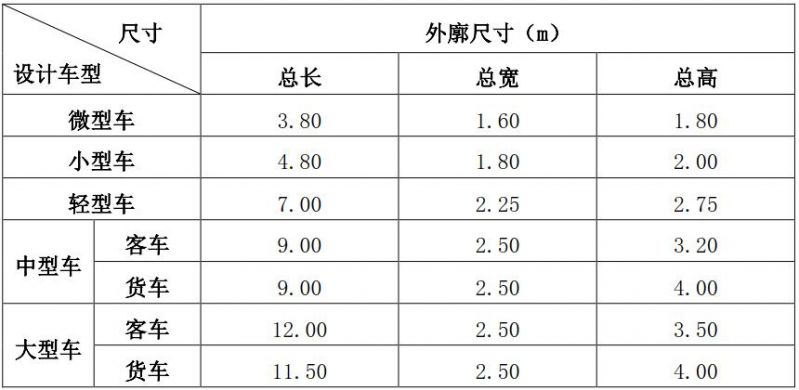 尺寸 外廓尺寸（m）
设计车型 总长 总宽 总高
微型车 3.80 1.60 1.80
小型车 4.80 1.80 2.00
轻型车 7.00 2.25 2.75
中型车 客车 9.00 2.50 3.20
货车 9.00 2.50 4.00
大型车 客车 12.00 2.50 3.50
货车 11.50 2.50 4.00